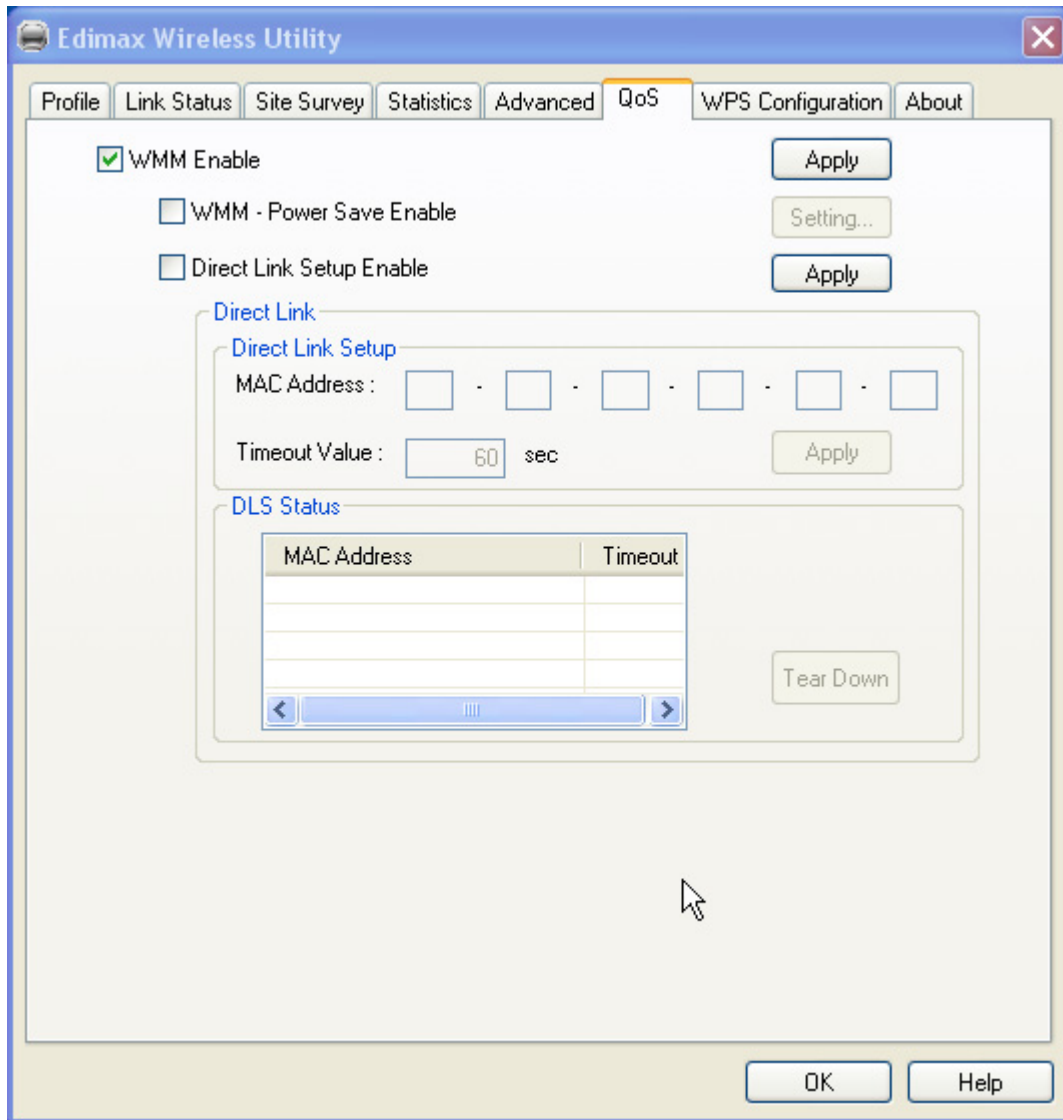 Edimax Wireless Utility
Profile Link Status Site Survey Statistics Advanced QoS WPS Configuration About
WMM Enable Apply
WMM - Power Save Enable Setting...
Direct Link Setup Enable Apply
Direct Link
Direct Link Setup
MAC Address : - - - - -
Timeout Value : 60 sec Apply
DLS Status
MAC Address Timeout
Tear Down
OK Help